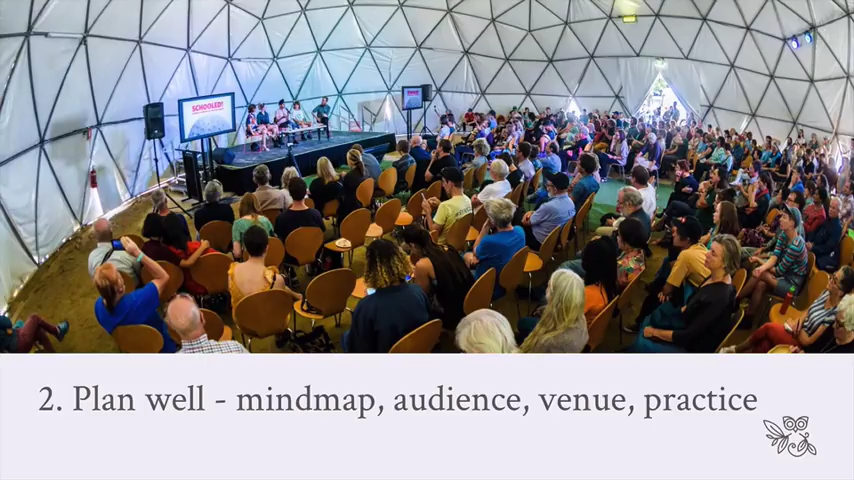 SCHOOLED!
2. Plan well - mindmap, audience, venue, practice